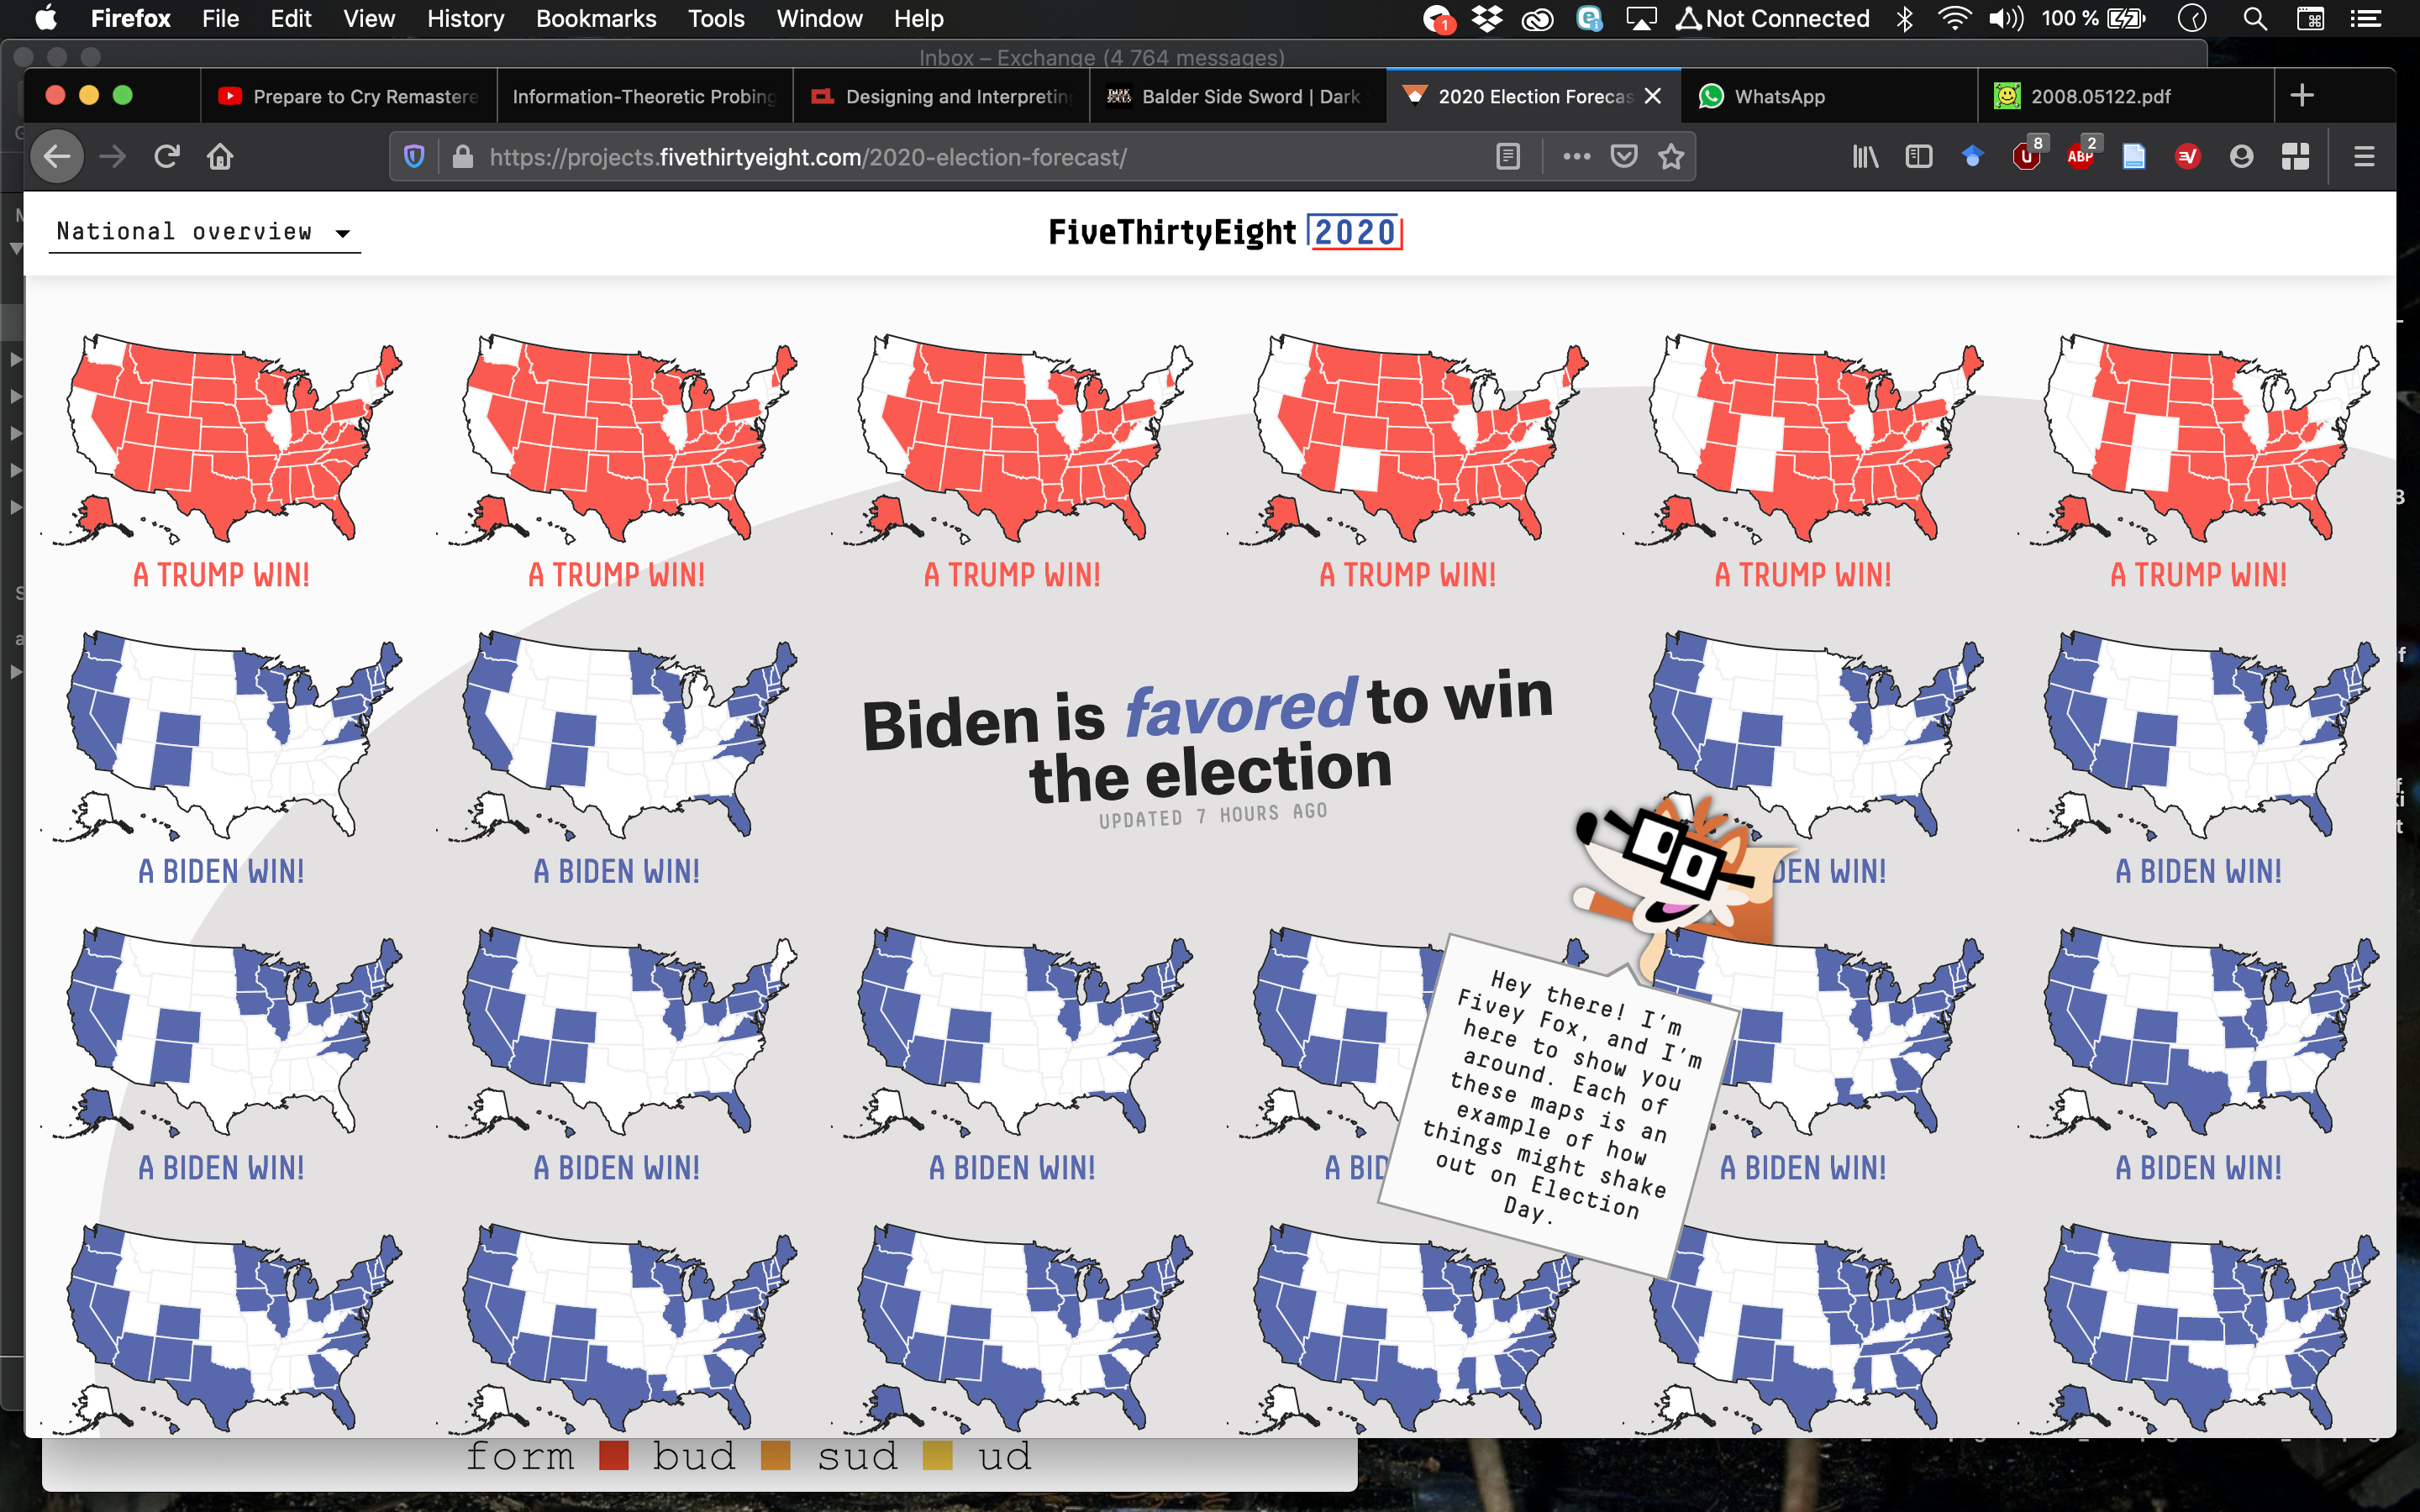 Firefox File Edit View History Bookmarks Tools Window Help
1 Not Connected 100 %
Inbox – Exchange (4 764 messages)
Prepare to Cry Remastere
Information-Theoretic Probing
Designing and Interpreting
Balder Side Sword | Dark
2020 Election Forecas
WhatsApp
2008.05122.pdf
https://projects.fivethirtyeight.com/2020-election-forecast/
8
2
ABP
National overview
FiveThirtyEight 2020
A TRUMP WIN!
A TRUMP WIN!
A TRUMP WIN!
A TRUMP WIN!
A TRUMP WIN!
A TRUMP WIN!
Biden is favored to win
the election
UPDATED 7 HOURS AGO
A BIDEN WIN!
A BIDEN WIN!
DEN WIN!
A BIDEN WIN!
Hey there! I'm
Fivey Fox, and I'm
here to show you
around. Each of
these maps is an
example of how
things might shake
out on Election
Day.
A BIDEN WIN!
A BIDEN WIN!
A BIDEN WIN!
A BID
A BIDEN WIN!
A BIDEN WIN!
form bud sud ud